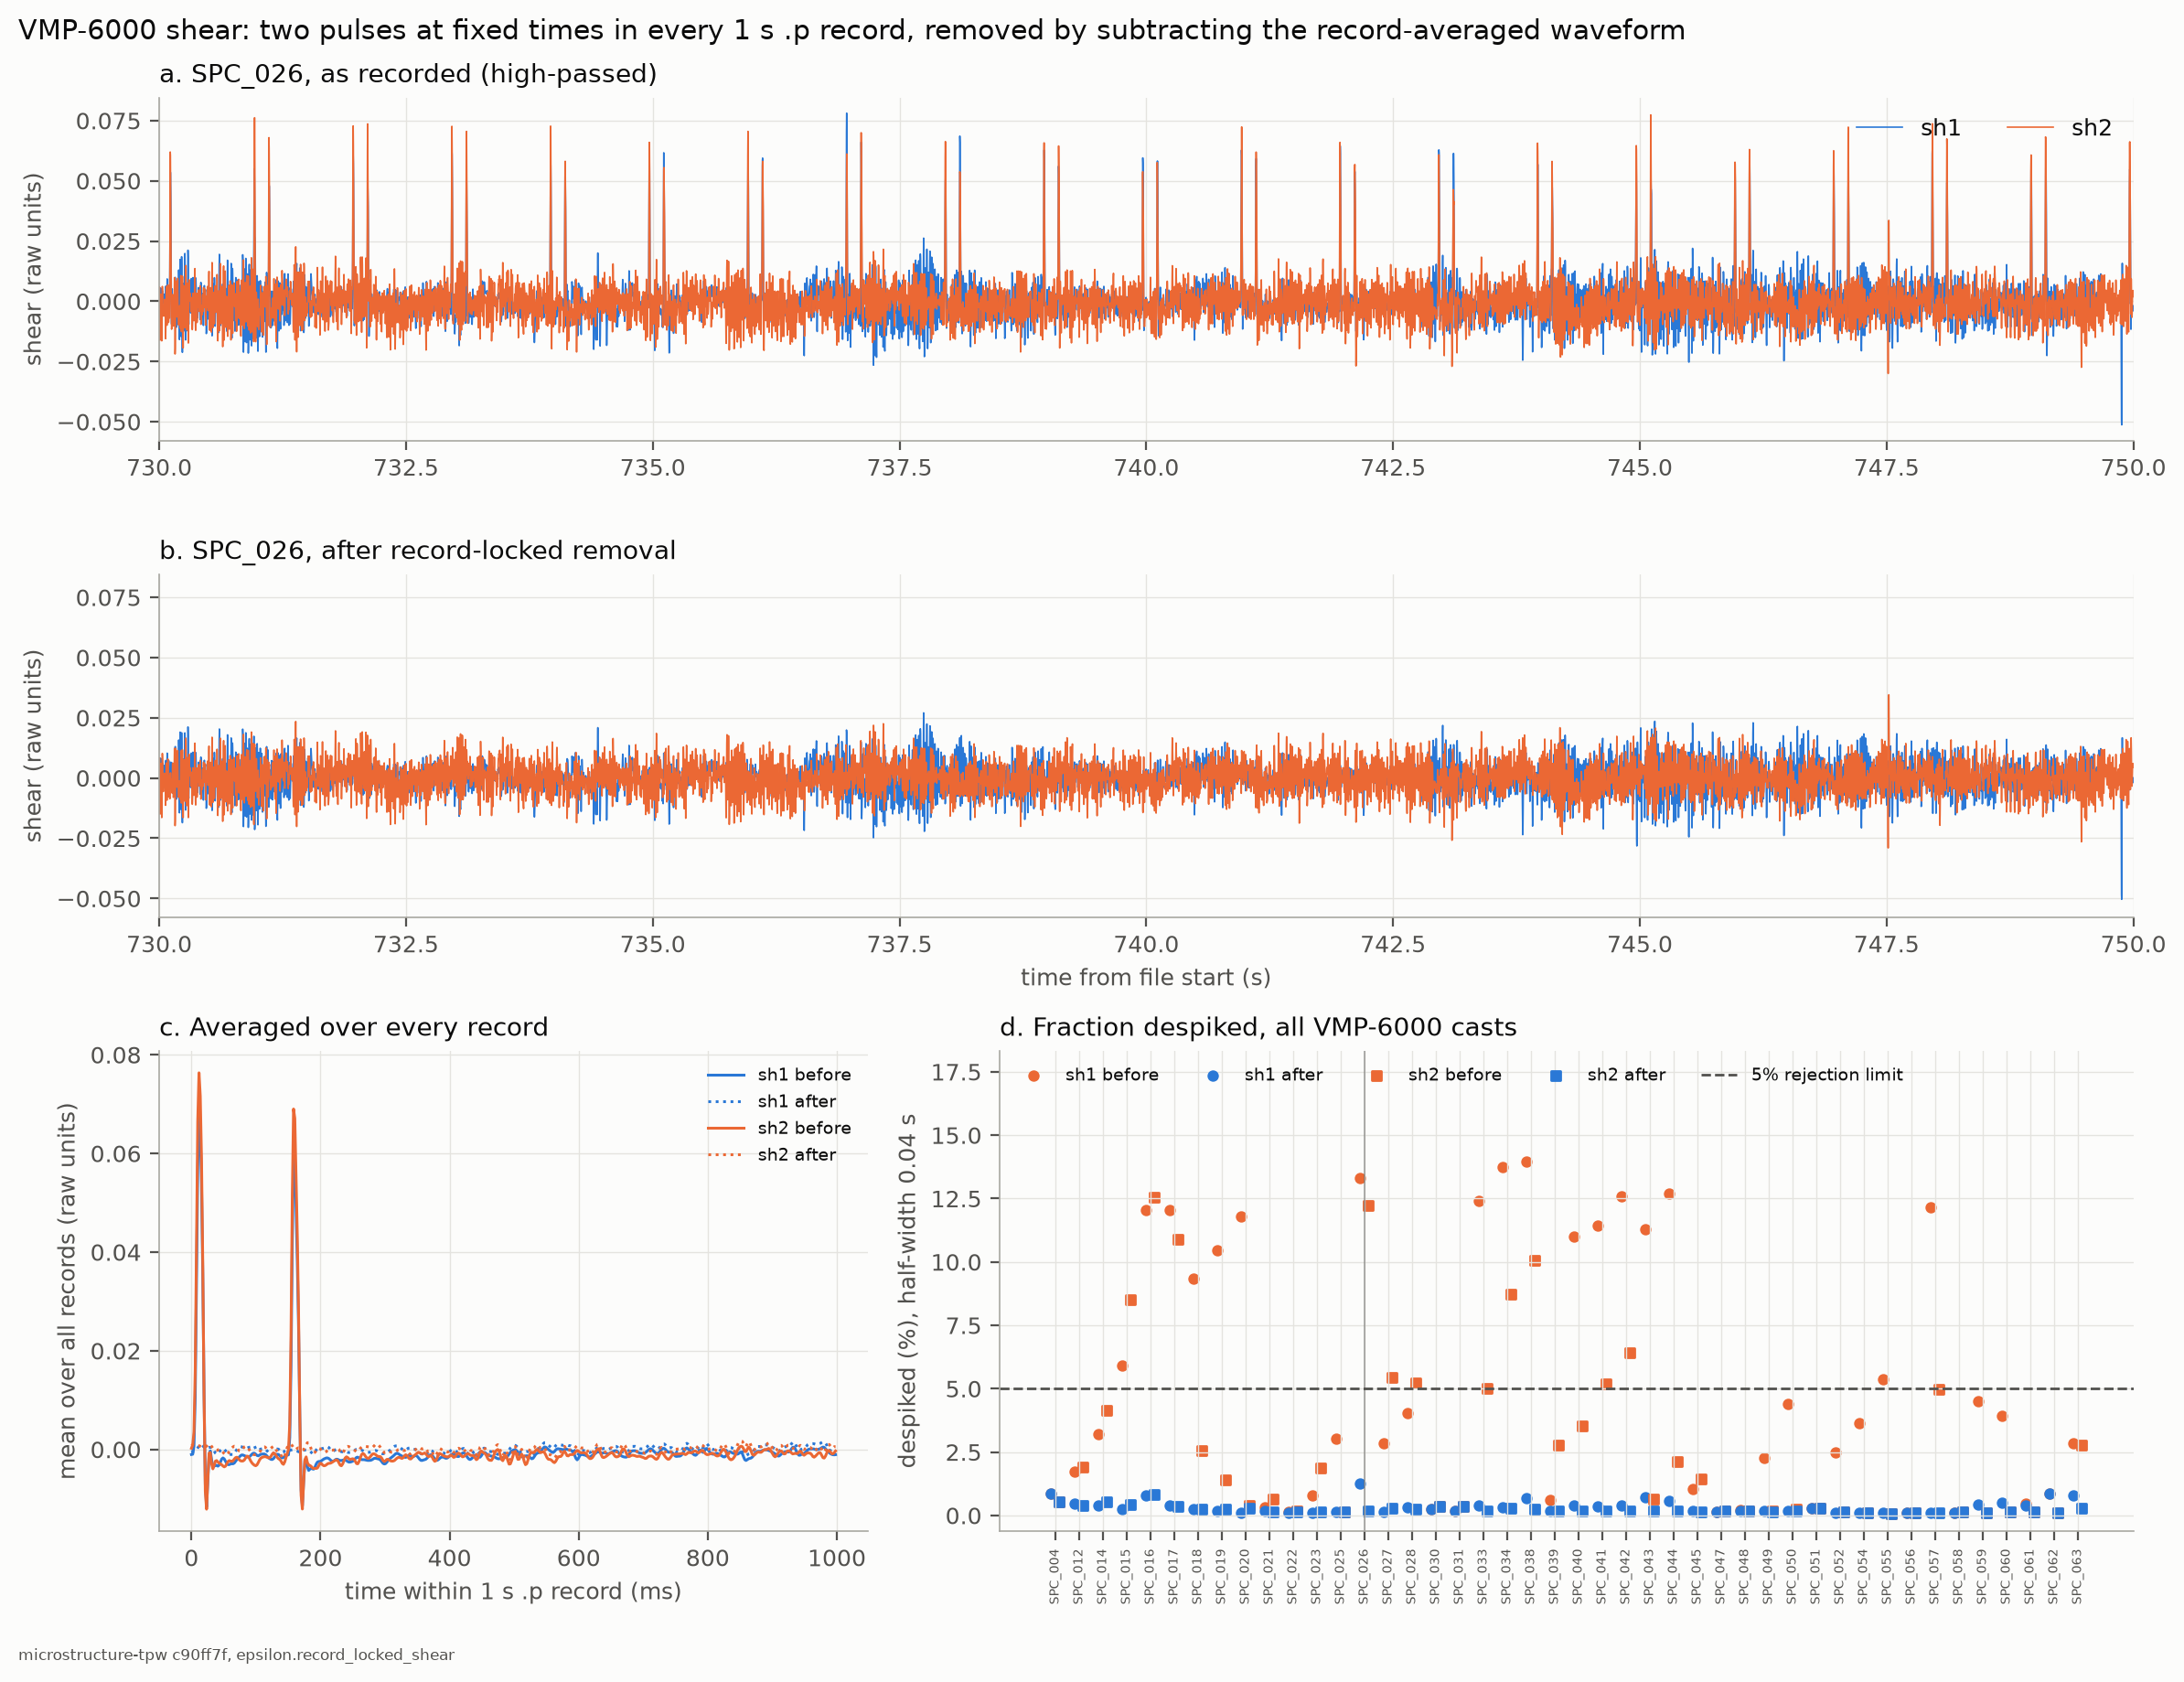 VMP-6000 shear: two pulses at fixed times in every 1 s .p record, removed by subtracting the record-averaged waveform
a. SPC_026, as recorded (high-passed)
shear (raw units)
0.075
0.050
0.025
0.000
−0.025
−0.050
sh1
sh2
730.0 732.5 735.0 737.5 740.0 742.5 745.0 747.5 750.0
b. SPC_026, after record-locked removal
shear (raw units)
0.075
0.050
0.025
0.000
−0.025
−0.050
730.0 732.5 735.0 737.5 740.0 742.5 745.0 747.5 750.0
time from file start (s)
c. Averaged over every record
mean over all records (raw units)
0.08
0.06
0.04
0.02
0.00
sh1 before
sh1 after
sh2 before
sh2 after
0 200 400 600 800 1000
time within 1 s .p record (ms)
d. Fraction despiked, all VMP-6000 casts
despiked (%), half-width 0.04 s
17.5
15.0
12.5
10.0
7.5
5.0
2.5
0.0
sh1 before
sh1 after
sh2 before
sh2 after
5% rejection limit
SPC_004
SPC_012
SPC_014
SPC_015
SPC_016
SPC_017
SPC_018
SPC_019
SPC_020
SPC_021
SPC_022
SPC_023
SPC_025
SPC_026
SPC_027
SPC_028
SPC_030
SPC_031
SPC_033
SPC_034
SPC_038
SPC_039
SPC_040
SPC_041
SPC_042
SPC_043
SPC_044
SPC_045
SPC_047
SPC_048
SPC_049
SPC_050
SPC_051
SPC_052
SPC_054
SPC_055
SPC_056
SPC_057
SPC_058
SPC_059
SPC_060
SPC_061
SPC_062
SPC_063
microstructure-tpw c90ff7f, epsilon.record_locked_shear